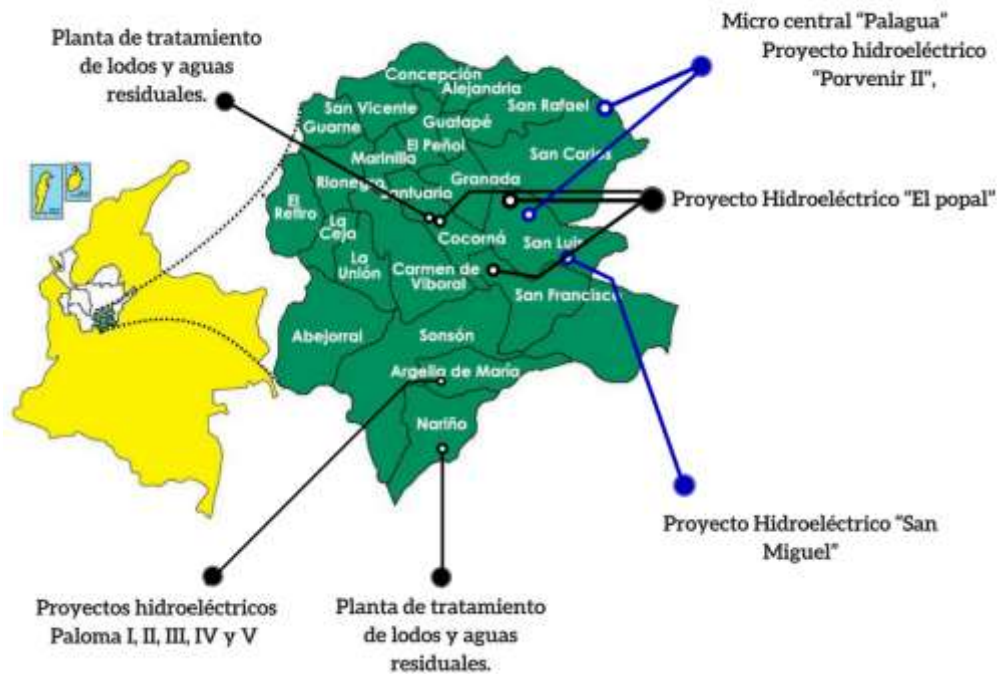 Planta de tratamiento
de lodos y aguas
residuales.
Micro central “Palagua”
Proyecto hidroeléctrico
“Porvenir II”,
Concepción
Alejandría
San Vicente
San Rafael
Guarne
Guatapé
El Peñol
San Carlos
Marinilla
Rionegro
Granada
Santuario
El
Retiro
La
Ceja
Cocorná
San Luis
La
Unión
Carmen de
Viboral
San Francisco
Abejorral
Sonsón
Argelia de María
Nariño
Proyecto Hidroeléctrico “El popal”
Proyecto Hidroeléctrico “San
Miguel”
Proyectos hidroeléctricos
Paloma I, II, III, IV y V
Planta de tratamiento
de lodos y aguas
residuales.